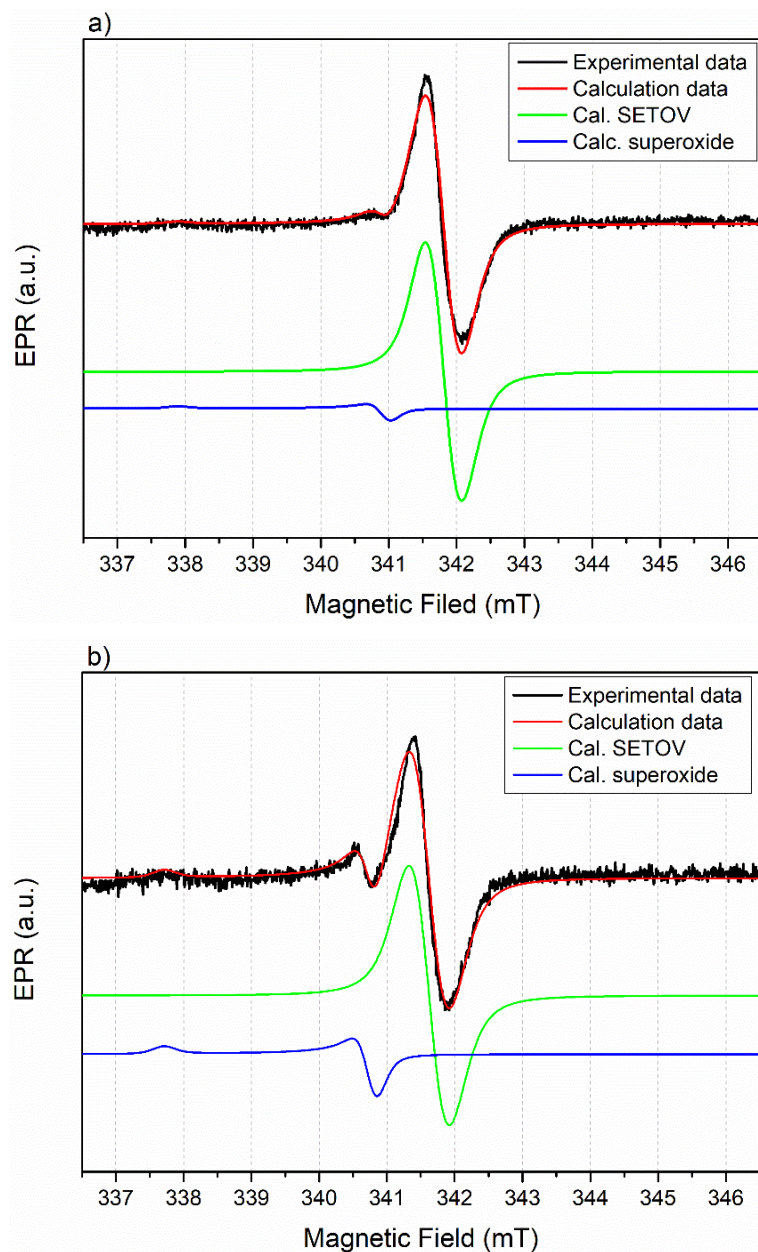 a)
Experimental data
Calculation data
Cal. SETOV
Calc. superoxide
EPR (a.u.)
337 338 339 340 341 342 343 344 345 346
Magnetic Filed (mT)
b)
Experimental data
Calculation data
Cal. SETOV
Cal. superoxide
EPR (a.u.)
337 338 339 340 341 342 343 344 345 346
Magnetic Field (mT)